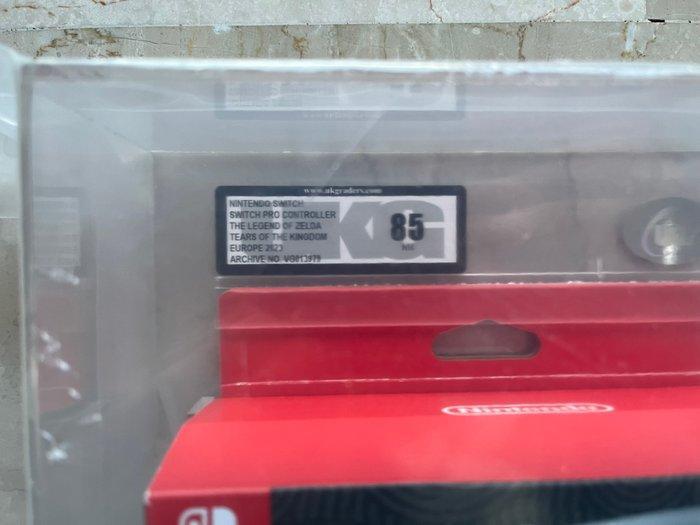 www.ukgraders.com
NINTENDO SWITCH
SWITCH PRO CONTROLLER
THE LEGEND OF ZELDA
TEARS OF THE KINGDOM
EUROPE 2023
ARCHIVE NO. VG013979
UKG
85
NM
Nintendo